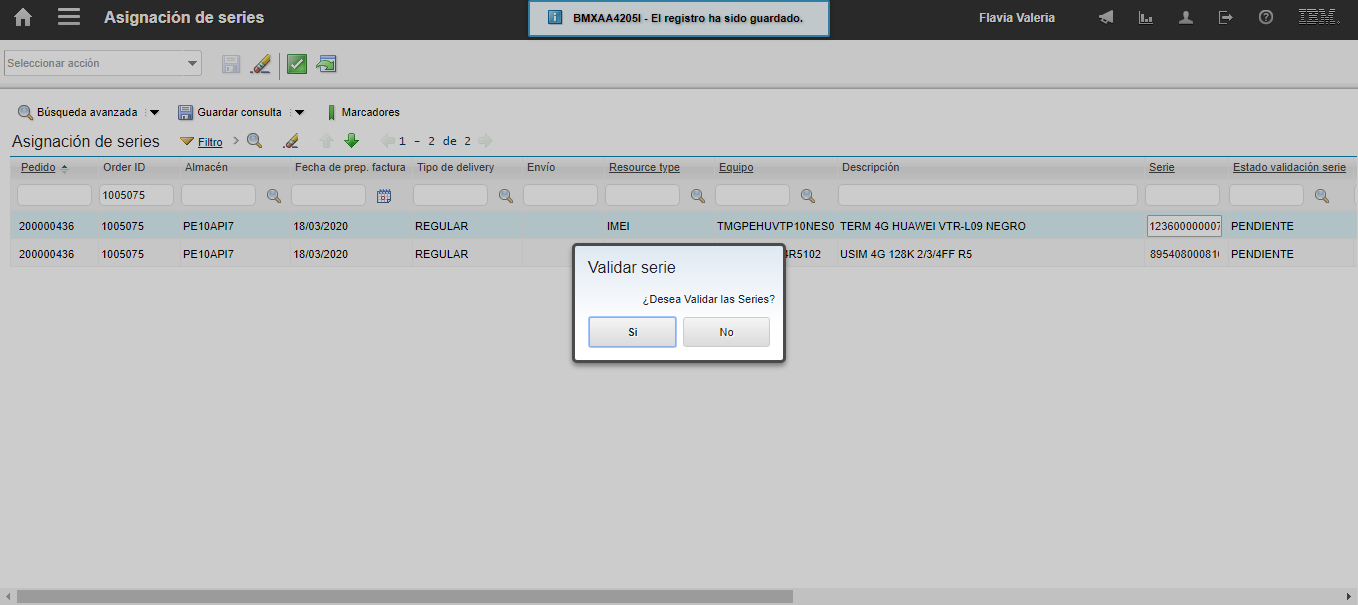 Asignación de series
BMXAA4205I - El registro ha sido guardado.
Flavia Valeria
IBM.
Seleccionar acción
Búsqueda avanzada
Guardar consulta
Marcadores
Asignación de series
Filtro
1 - 2 de 2
Pedido Order ID Almacén Fecha de prep. factura Tipo de delivery Envío Resource type Equipo Descripción Serie Estado validación serie
1005075
200000436 1005075 PE10API7 18/03/2020 REGULAR IMEI TMGPEHUVTP10NES0 TERM 4G HUAWEI VTR-L09 NEGRO 123600000007 PENDIENTE
200000436 1005075 PE10API7 18/03/2020 REGULAR R5102 USIM 4G 128K 2/3/4FF R5 895408000810 PENDIENTE
Validar serie
¿Desea Validar las Series?
Si
No